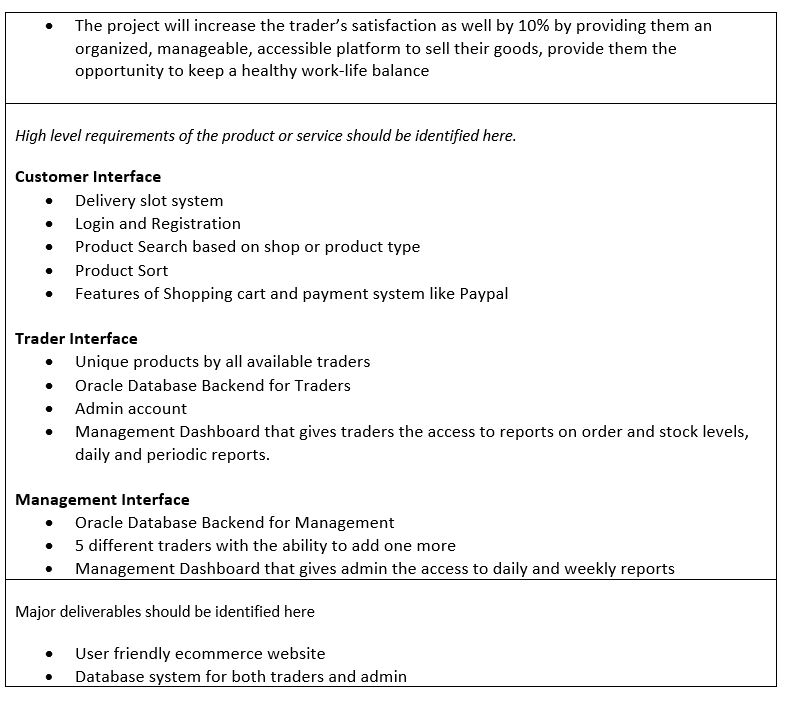 • The project will increase the trader’s satisfaction as well by 10% by providing them an
organized, manageable, accessible platform to sell their goods, provide them the
opportunity to keep a healthy work-life balance
High level requirements of the product or service should be identified here.
Customer Interface
• Delivery slot system
• Login and Registration
• Product Search based on shop or product type
• Product Sort
• Features of Shopping cart and payment system like Paypal
Trader Interface
• Unique products by all available traders
• Oracle Database Backend for Traders
• Admin account
• Management Dashboard that gives traders the access to reports on order and stock levels,
daily and periodic reports.
Management Interface
• Oracle Database Backend for Management
• 5 different traders with the ability to add one more
• Management Dashboard that gives admin the access to daily and weekly reports
Major deliverables should be identified here
• User friendly ecommerce website
• Database system for both traders and admin